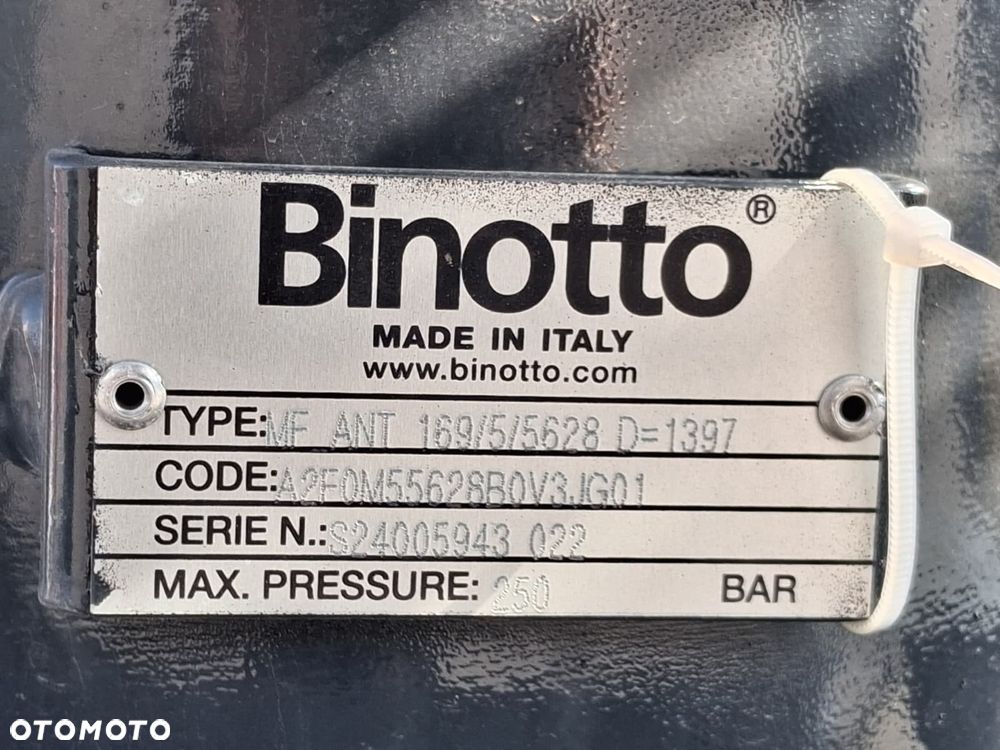 Binotto®
MADE IN ITALY
www.binotto.com
TYPE: MF ANT 169/5/5628 D=1397
CODE: A2F0M55628B0V3JG01
SERIE N.: S24005943 022
MAX. PRESSURE: 250 BAR
OTOMOTO